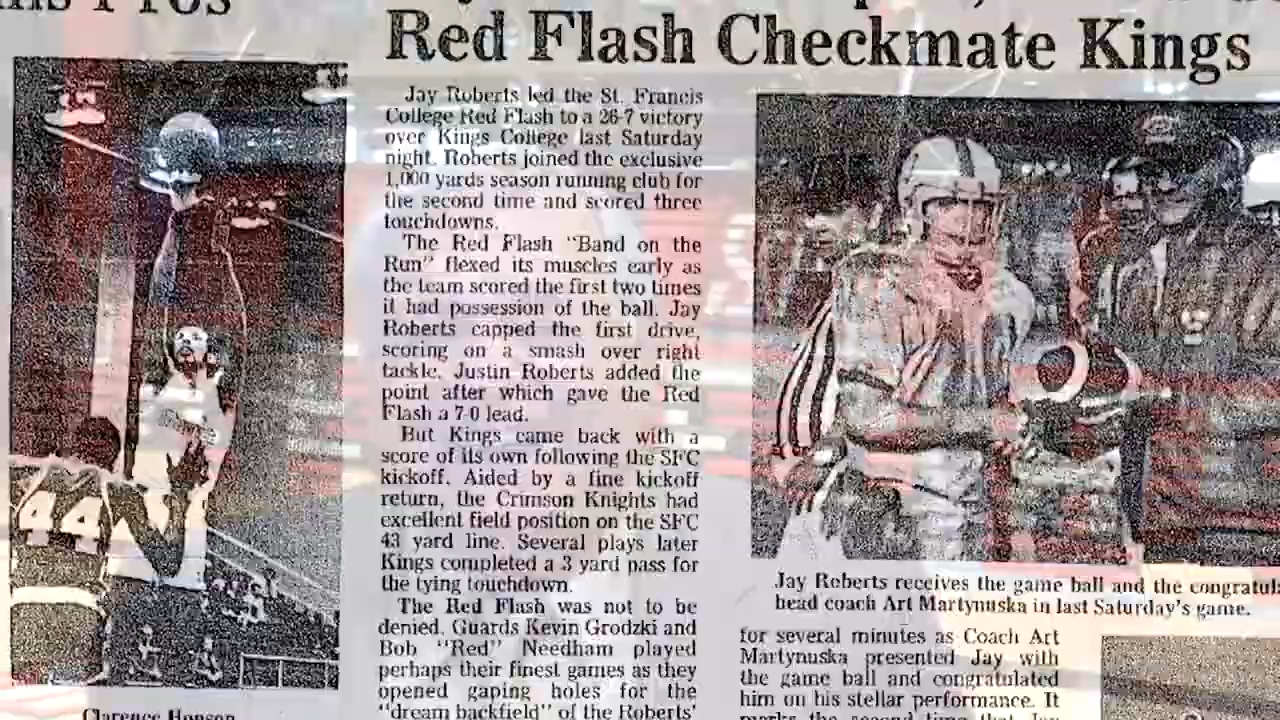 Red Flash Checkmate Kings
44
Clarence Hopson
Jay Roberts led the St. Francis
College Red Flash to a 26-7 victory
over Kings College last Saturday
night. Roberts joined the exclusive
1,000 yards season running club for
the second time and scored three
touchdowns.
The Red Flash "Band on the
Run" flexed its muscles early as
the team scored the first two times
it had possession of the ball. Jay
Roberts capped the first drive,
scoring on a smash over right
tackle. Justin Roberts added the
point after which gave the Red
Flash a 7-0 lead.
But Kings came back with a
score of its own following the SFC
kickoff. Aided by a fine kickoff
return, the Crimson Knights had
excellent field position on the SFC
43 yard line. Several plays later
Kings completed a 3 yard pass for
the tying touchdown.
The Red Flash was not to be
denied. Guards Kevin Grodzki and
Bob "Red" Needham played
perhaps their finest games as they
opened gaping holes for the
"dream backfield" of the Roberts'
Jay Roberts receives the game ball and the congratul
head coach Art Martynuska in last Saturday's game.
for several minutes as Coach Art
Martynuska presented Jay with
the game ball and congratulated
him on his stellar performance. It
marks the second time that Jay